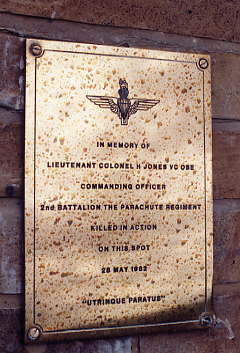 IN MEMORY OF
LIEUTENANT COLONEL H JONES VC OBE
COMMANDING OFFICER
2nd BATTALION THE PARACHUTE REGIMENT
KILLED IN ACTION
ON THIS SPOT
28 MAY 1982
"UTRINQUE PARATUS"